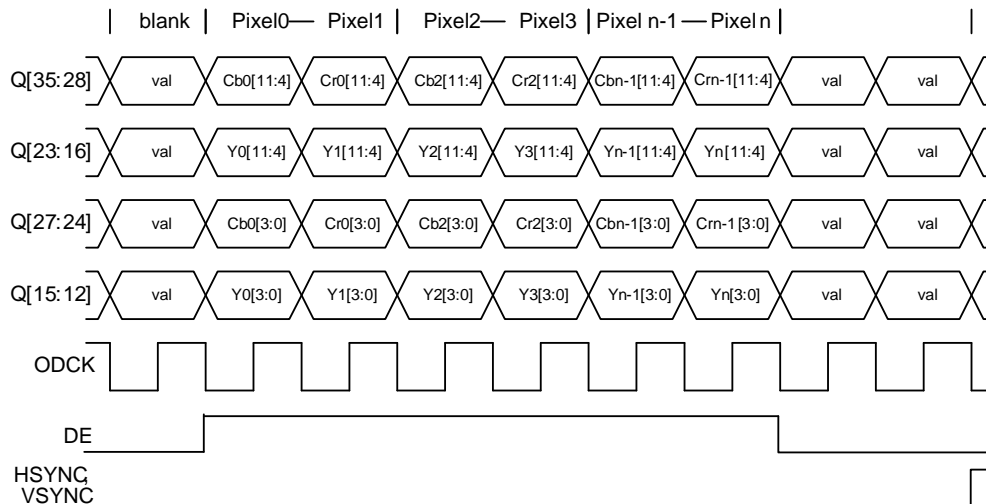 | blank | Pixel0— Pixel1 | Pixel2— Pixel3 | Pixel n-1 — Pixel n |
Q[35:28] val Cb0[11:4] Cr0[11:4] Cb2[11:4] Cr2[11:4] Cbn-1[11:4] Crn-1[11:4] val val
Q[23:16] val Y0[11:4] Y1[11:4] Y2[11:4] Y3[11:4] Yn-1[11:4] Yn[11:4] val val
Q[27:24] val Cb0[3:0] Cr0[3:0] Cb2[3:0] Cr2[3:0] Cbn-1[3:0] Crn-1[3:0] val val
Q[15:12] val Y0[3:0] Y1[3:0] Y2[3:0] Y3[3:0] Yn-1[3:0] Yn[3:0] val val
ODCK
DE
HSYNC,
VSYNC